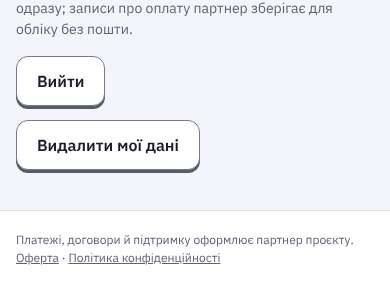 одразу; записи про оплату партнер зберігає для
обліку без пошти.
Вийти
Видалити мої дані
Платежі, договори й підтримку оформлює партнер проєкту.
Оферта · Політика конфіденційності